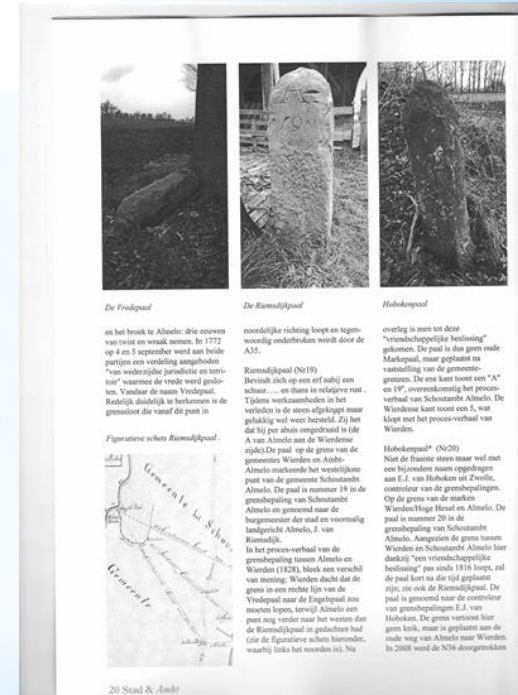 A
19
De Vredepaal
en het broek te Almelo: drie eeuwen
van twist en wraak nemen. In 1772
op 4 en 5 september werd aan beide
partijen een verdeling aangeboden
"van wederzijdse jurisdictie en terri-
toir" waarmee de vrede werd geslo-
ten. Vandaar de naam Vredepaal.
Redelijk duidelijk te herkennen is de
grenssloot die vanaf dit punt in
Figuratieve schets Riemsdijkpaal.
Gemeente
Gemeente
20 Stad & Ambt
De Riemsdijkpaal
noordelijke richting loopt en tegen-
woordig onderbroken wordt door de
A35.
Riemsdijkpaal (Nr19)
Bevindt zich op een erf nabij een
schuur..... en thans in relatieve rust .
Tijdens werkzaamheden in het
verleden is de steen afgeknapt maar
gelukkig wel weer hersteld. Zij het
dat hij per abuis omgedraaid is (de
A van Almelo aan de Wierdense
zijde).De paal op de grens van de
gemeentes Wierden en Ambt-
Almelo markeerde het westelijkste
punt van de gemeente Schoutambt
Almelo. De paal is nummer 19 in de
grensbepaling van Schoutambt
Almelo en genoemd naar de
burgemeester der stad en voormalig
landgericht Almelo, J. van
Riemsdijk.
In het proces-verbaal van de
grensbepaling tussen Almelo en
Wierden (1828), bleek een verschil
van mening: Wierden dacht dat de
grens in een rechte lijn van de
Vredepaal naar de Engelspaal zou
moeten lopen, terwijl Almelo een
punt nog verder naar het westen dan
de Riemsdijkpaal in gedachten had
(zie de figuratieve schets hieronder,
waarbij links het noorden is). Na
Hobokenpaal
overleg is men tot deze
"vriendschappelijke beslissing"
gekomen. De paal is dus geen oude
Markepaal, maar geplaatst na
vaststelling van de gemeente-
grenzen. De ene kant toont een "A"
en 19", overeenkomstig het proces-
verbaal van Schoutambt Almelo. De
Wierdense kant toont een 5, wat
klopt met het proces-verbaal van
Wierden.
Hobokenpaal* (Nr20)
Niet de fraaiste steen maar wel met
een bijzondere naam opgedragen
aan E.J. van Hoboken uit Zwolle,
controleur van de grensbepalingen.
Op de grens van de marken
Wierden/Hoge Hexel en Almelo. De
paal is nummer 20 in de
grensbepaling van Schoutambt
Almelo. Aangezien de grens tussen
Wierden en Schoutambt Almelo hier
dankzij "een vriendschappelijke
beslissing" pas sinds 1816 loopt, zal
de paal kort na die tijd geplaatst
zijn; zie ook de Riemsdijkpaal. De
paal is genoemd naar de controleur
van grensbepalingen E.J. van
Hoboken. De grens vertoont hier
geen knik, maar is geplaatst aan de
oude weg van Almelo naar Wierden.
In 2008 werd de N36 doorgetrokken